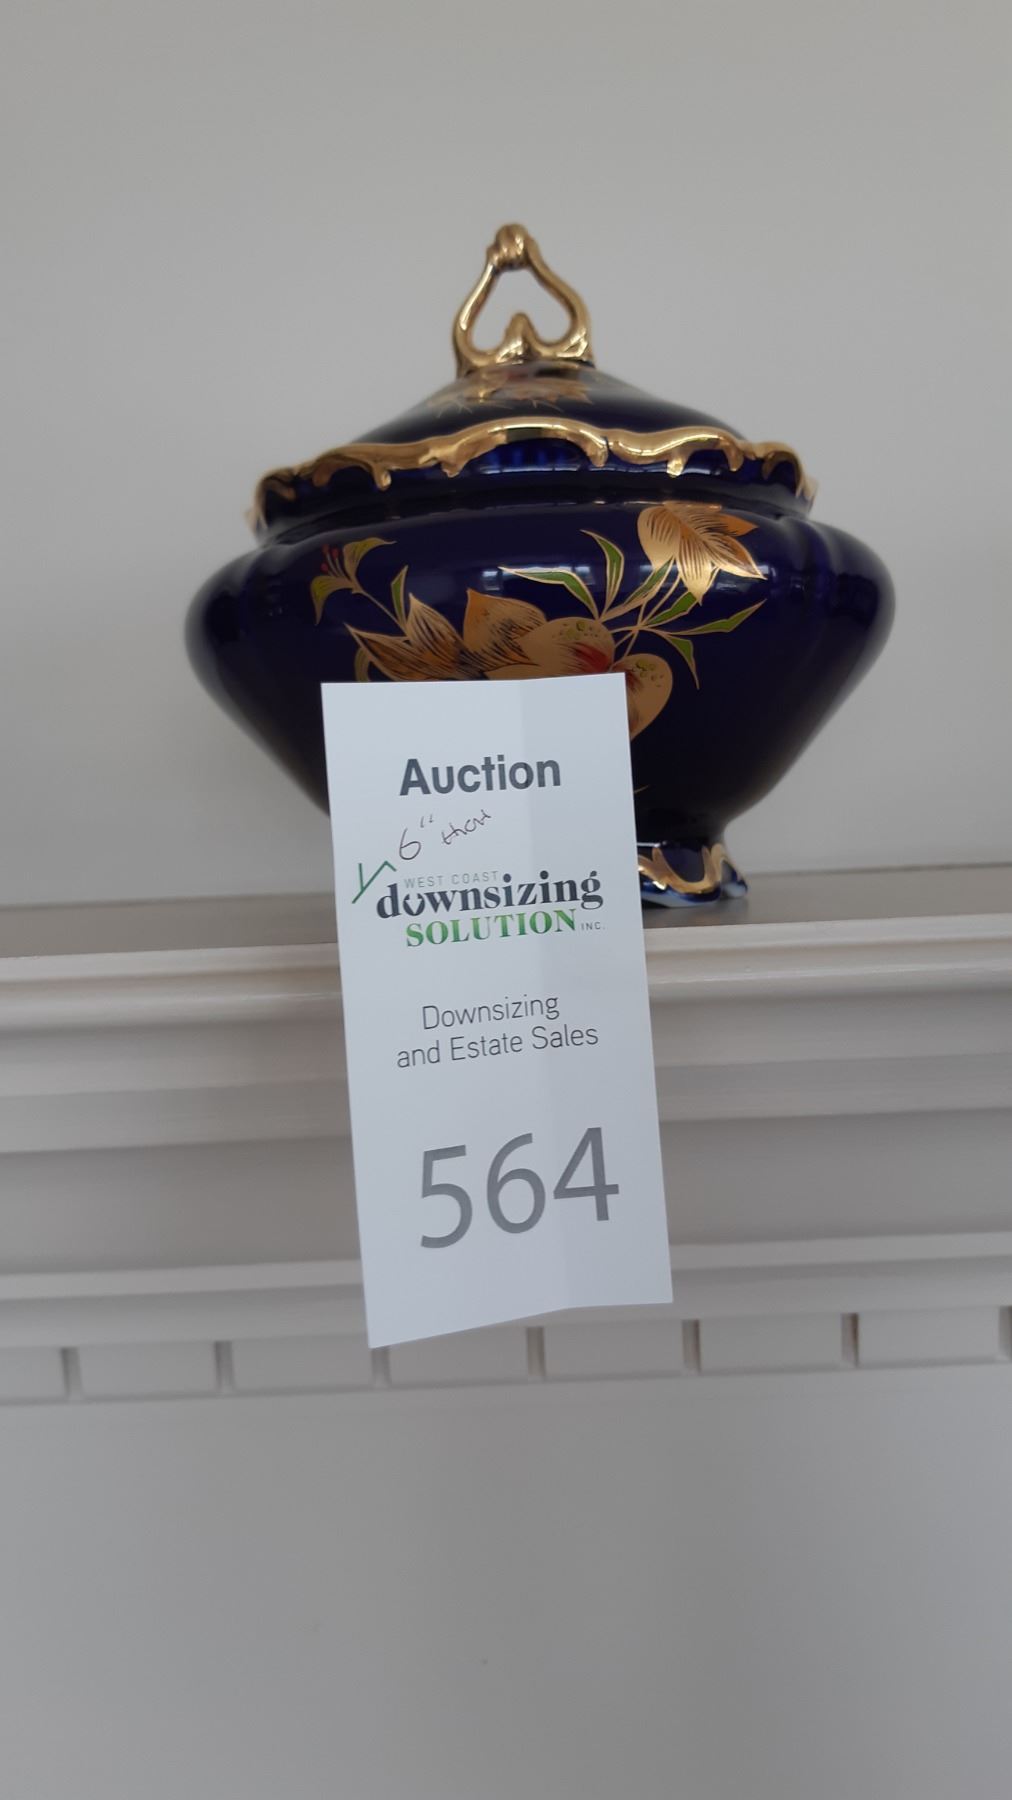 Auction
6"
WEST COAST
downsizing
SOLUTION INC.
Downsizing
and Estate Sales
564